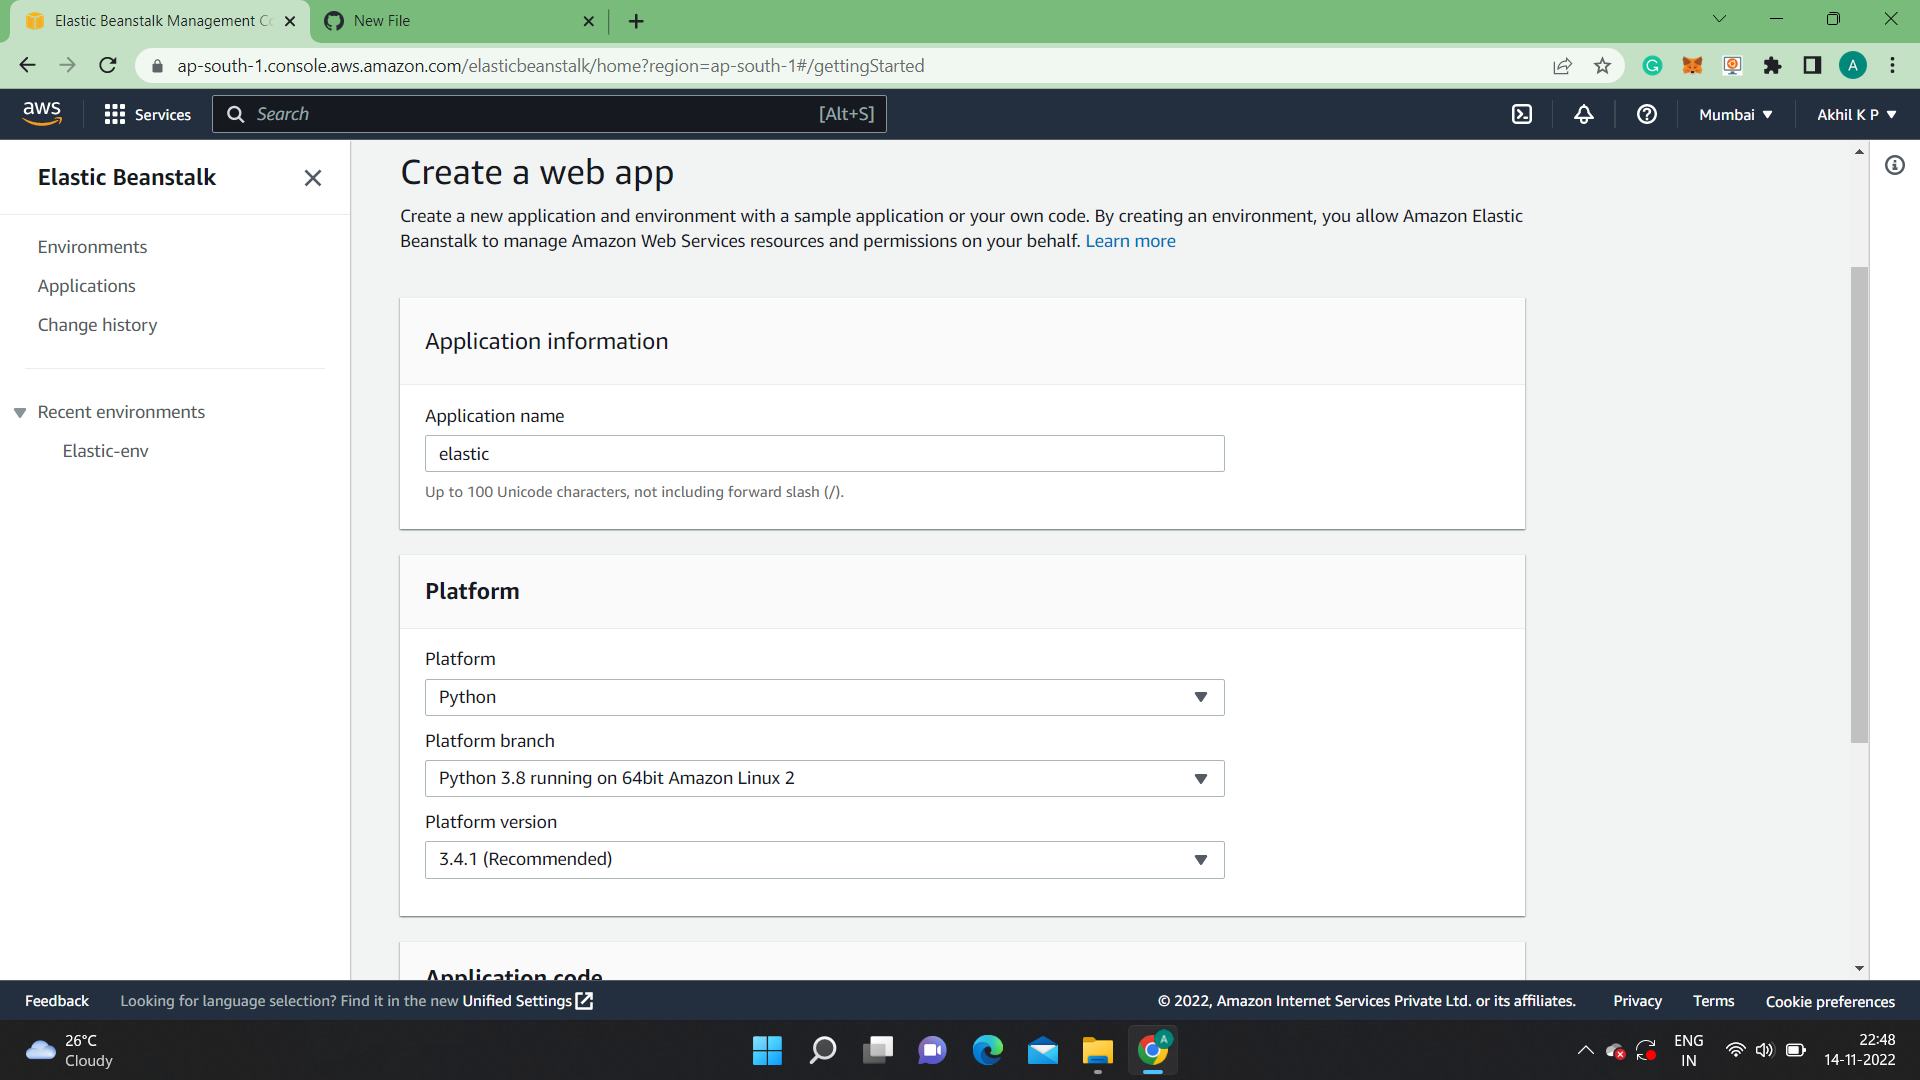 Elastic Beanstalk Management Co
New File
ap-south-1.console.aws.amazon.com/elasticbeanstalk/home?region=ap-south-1#/gettingStarted
A
aws
Services
Search
[Alt+S]
Mumbai
Akhil K P
Elastic Beanstalk
Environments
Applications
Change history
Recent environments
Elastic-env
Create a web app
Create a new application and environment with a sample application or your own code. By creating an environment, you allow Amazon Elastic
Beanstalk to manage Amazon Web Services resources and permissions on your behalf. Learn more
Application information
Application name
elastic
Up to 100 Unicode characters, not including forward slash (/).
Platform
Platform
Python
Platform branch
Python 3.8 running on 64bit Amazon Linux 2
Platform version
3.4.1 (Recommended)
Application code
Feedback
Looking for language selection? Find it in the new Unified Settings
© 2022, Amazon Internet Services Private Ltd. or its affiliates.
Privacy
Terms
Cookie preferences
26°C
Cloudy
A
ENG
IN
22:48
14-11-2022